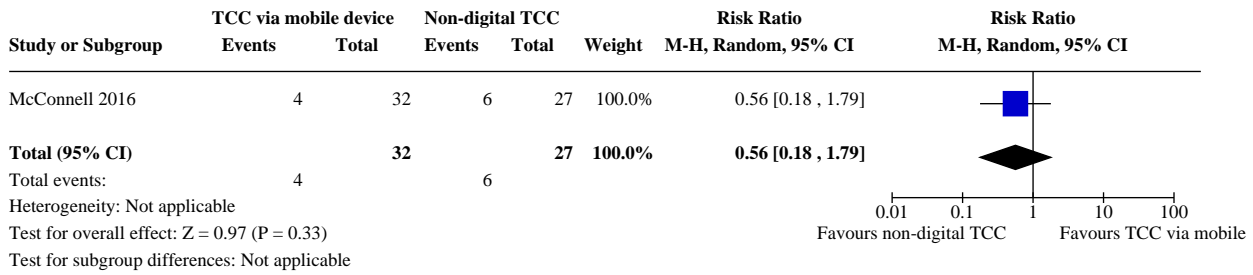 TCC via mobile device Non-digital TCC Risk Ratio Risk Ratio
Study or Subgroup Events Total Events Total Weight M-H, Random, 95% CI M-H, Random, 95% CI
McConnell 2016 4 32 6 27 100.0% 0.56 [0.18 , 1.79]
Total (95% CI) 32 27 100.0% 0.56 [0.18 , 1.79]
Total events: 4 6
Heterogeneity: Not applicable
0.01 0.1 1 10 100
Test for overall effect: Z = 0.97 (P = 0.33) Favours non-digital TCC Favours TCC via mobile
Test for subgroup differences: Not applicable